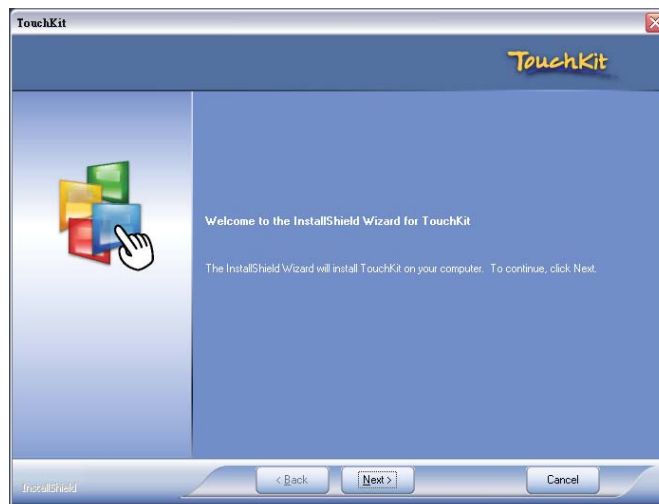 TouchKit
TouchKit
Welcome to the InstallShield Wizard for TouchKit
The InstallShield Wizard will install TouchKit on your computer. To continue, click Next.
InstallShield
< Back
Next >
Cancel